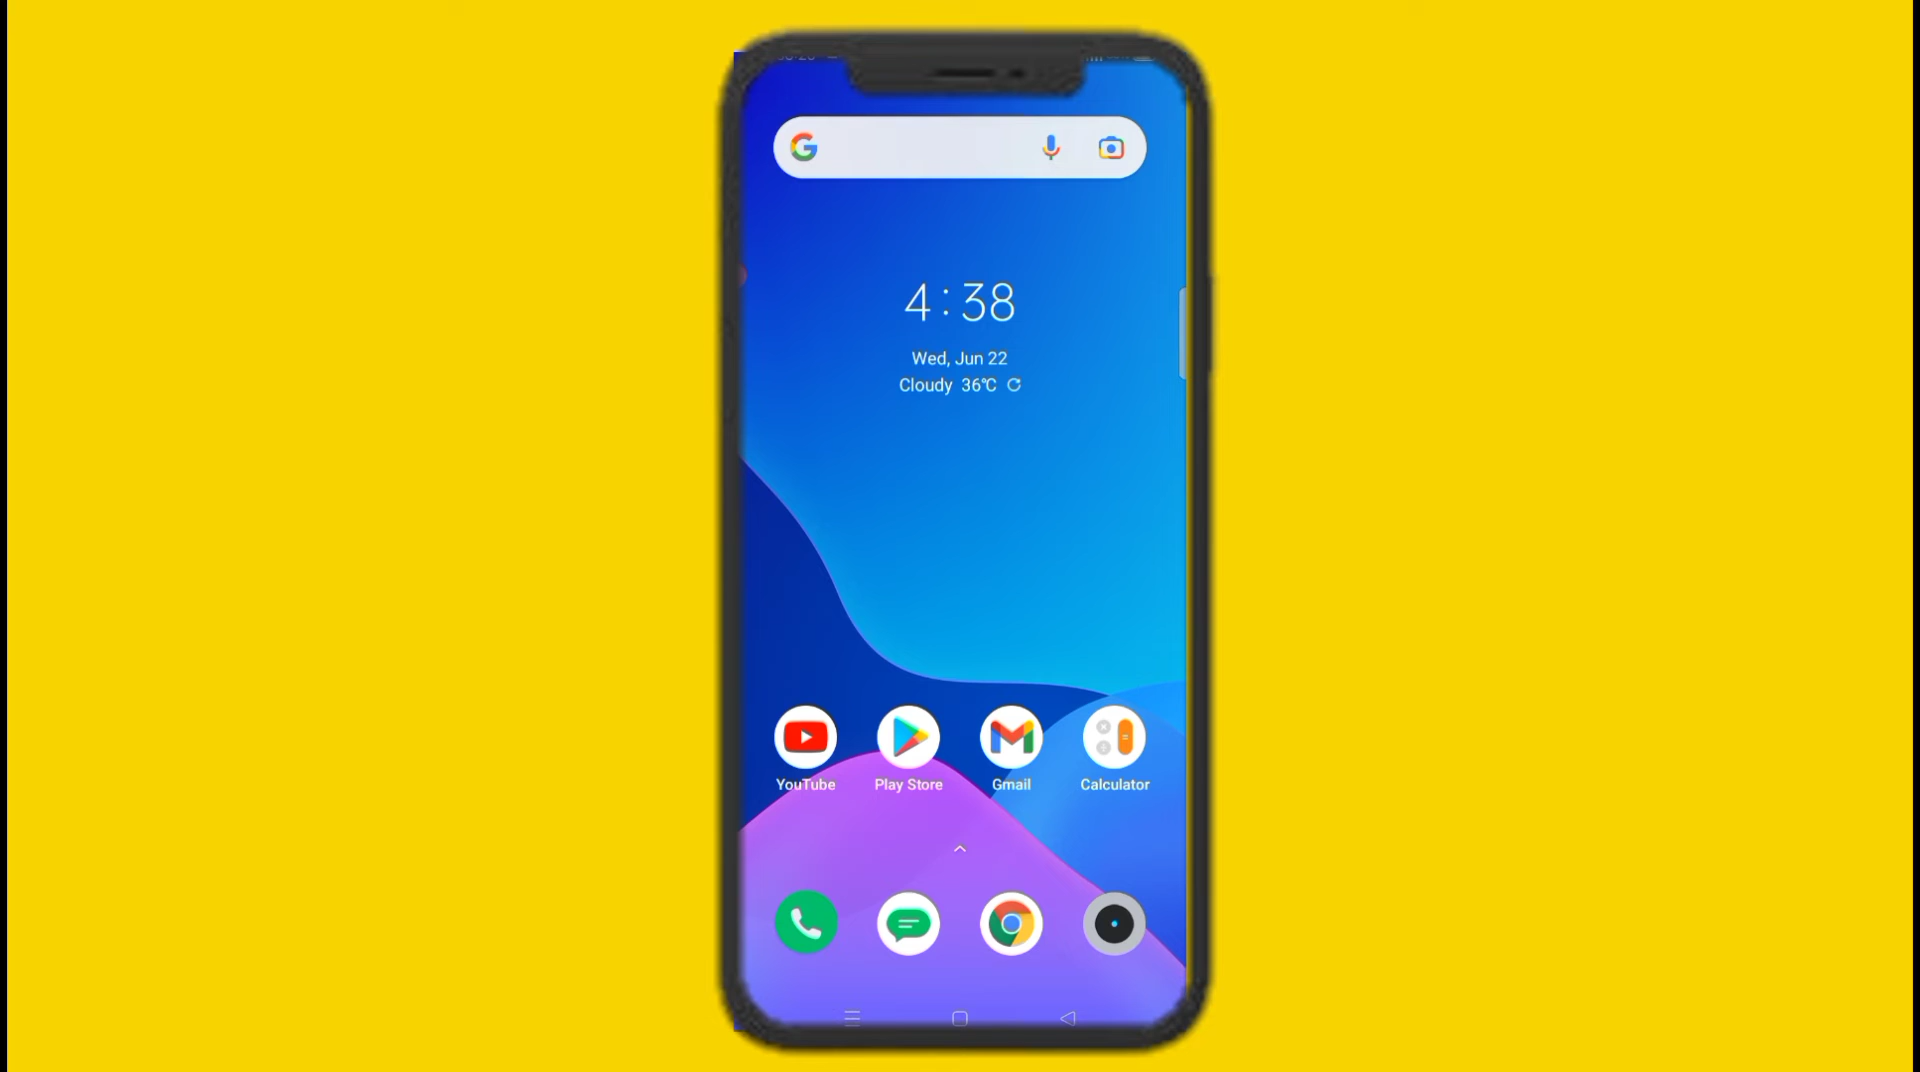 4:38
Wed, Jun 22
Cloudy 36℃
YouTube
Play Store
Gmail
Calculator